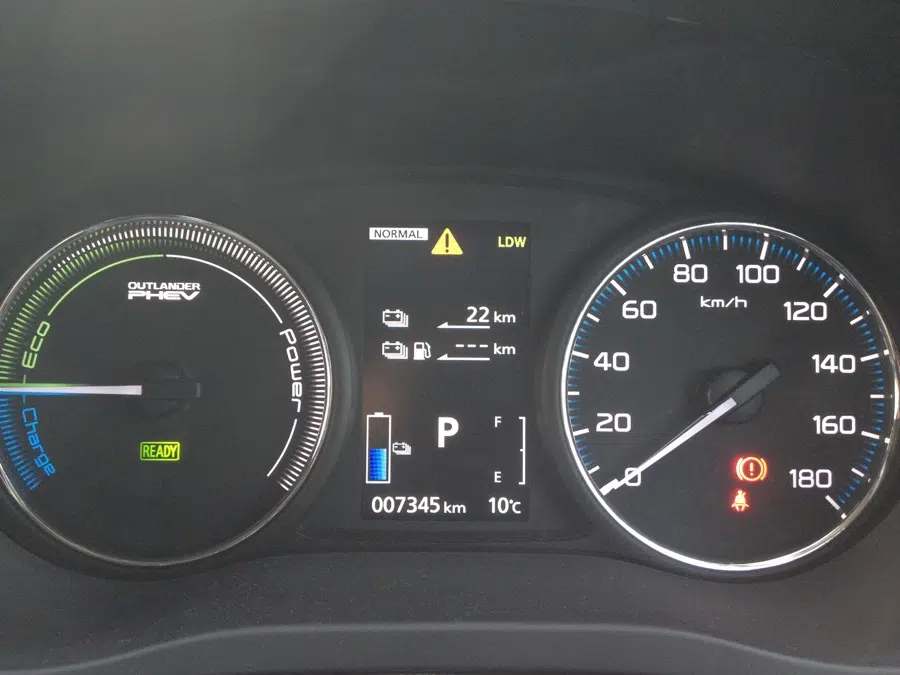 OUTLANDER
PHEV
Eco
Charge
Power
READY
NORMAL
LDW
22 km
--- km
P
F
E
007345 km
10°C
0
20
40
60
80
100
120
140
160
180
km/h